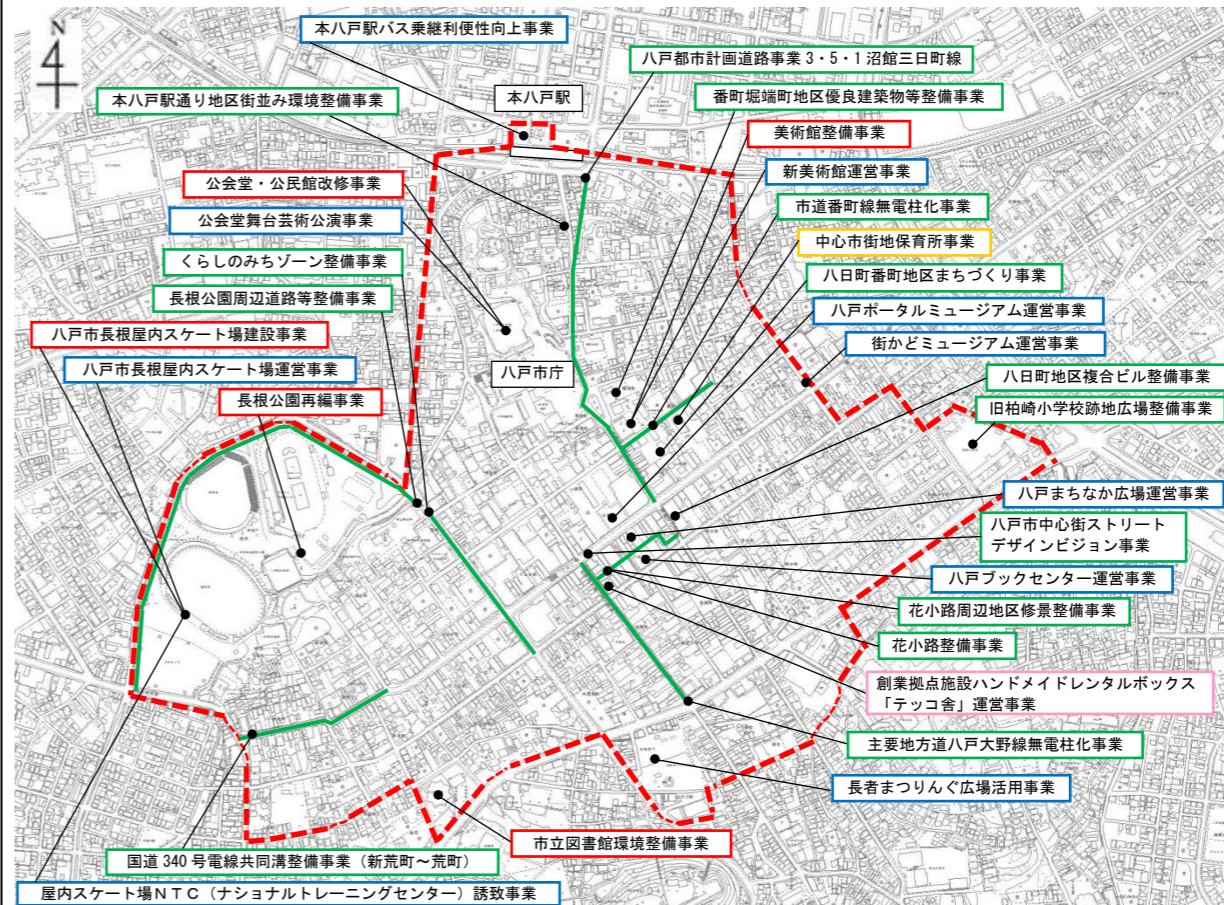 N
本八戸駅バス乗継利便性向上事業
八戸都市計画道路事業3・5・1沼館三日町線
本八戸駅通り地区街並み環境整備事業
本八戸駅
番町堀端町地区優良建築物等整備事業
美術館整備事業
新美術館運営事業
公会堂・公民館改修事業
市道番町線無電柱化事業
公会堂舞台芸術公演事業
中心市街地保育所事業
くらしのみちゾーン整備事業
八日町番町地区まちづくり事業
長根公園周辺道路等整備事業
八戸ポータルミュージアム運営事業
八戸市長根屋内スケート場建設事業
街かどミュージアム運営事業
八戸市長根屋内スケート場運営事業
八戸市庁
八日町地区複合ビル整備事業
長根公園再編事業
旧柏崎小学校跡地広場整備事業
八戸まちなか広場運営事業
八戸市中心街ストリート
デザインビジョン事業
八戸ブックセンター運営事業
花小路周辺地区修景整備事業
花小路整備事業
創業拠点施設ハンドメイドレンタルボックス
「テッコ舎」運営事業
主要地方道八戸大野線無電柱化事業
長者まつりんぐ広場活用事業
市立図書館環境整備事業
国道340号電線共同溝整備事業（新荒町～荒町）
屋内スケート場NTC（ナショナルトレーニングセンター）誘致事業